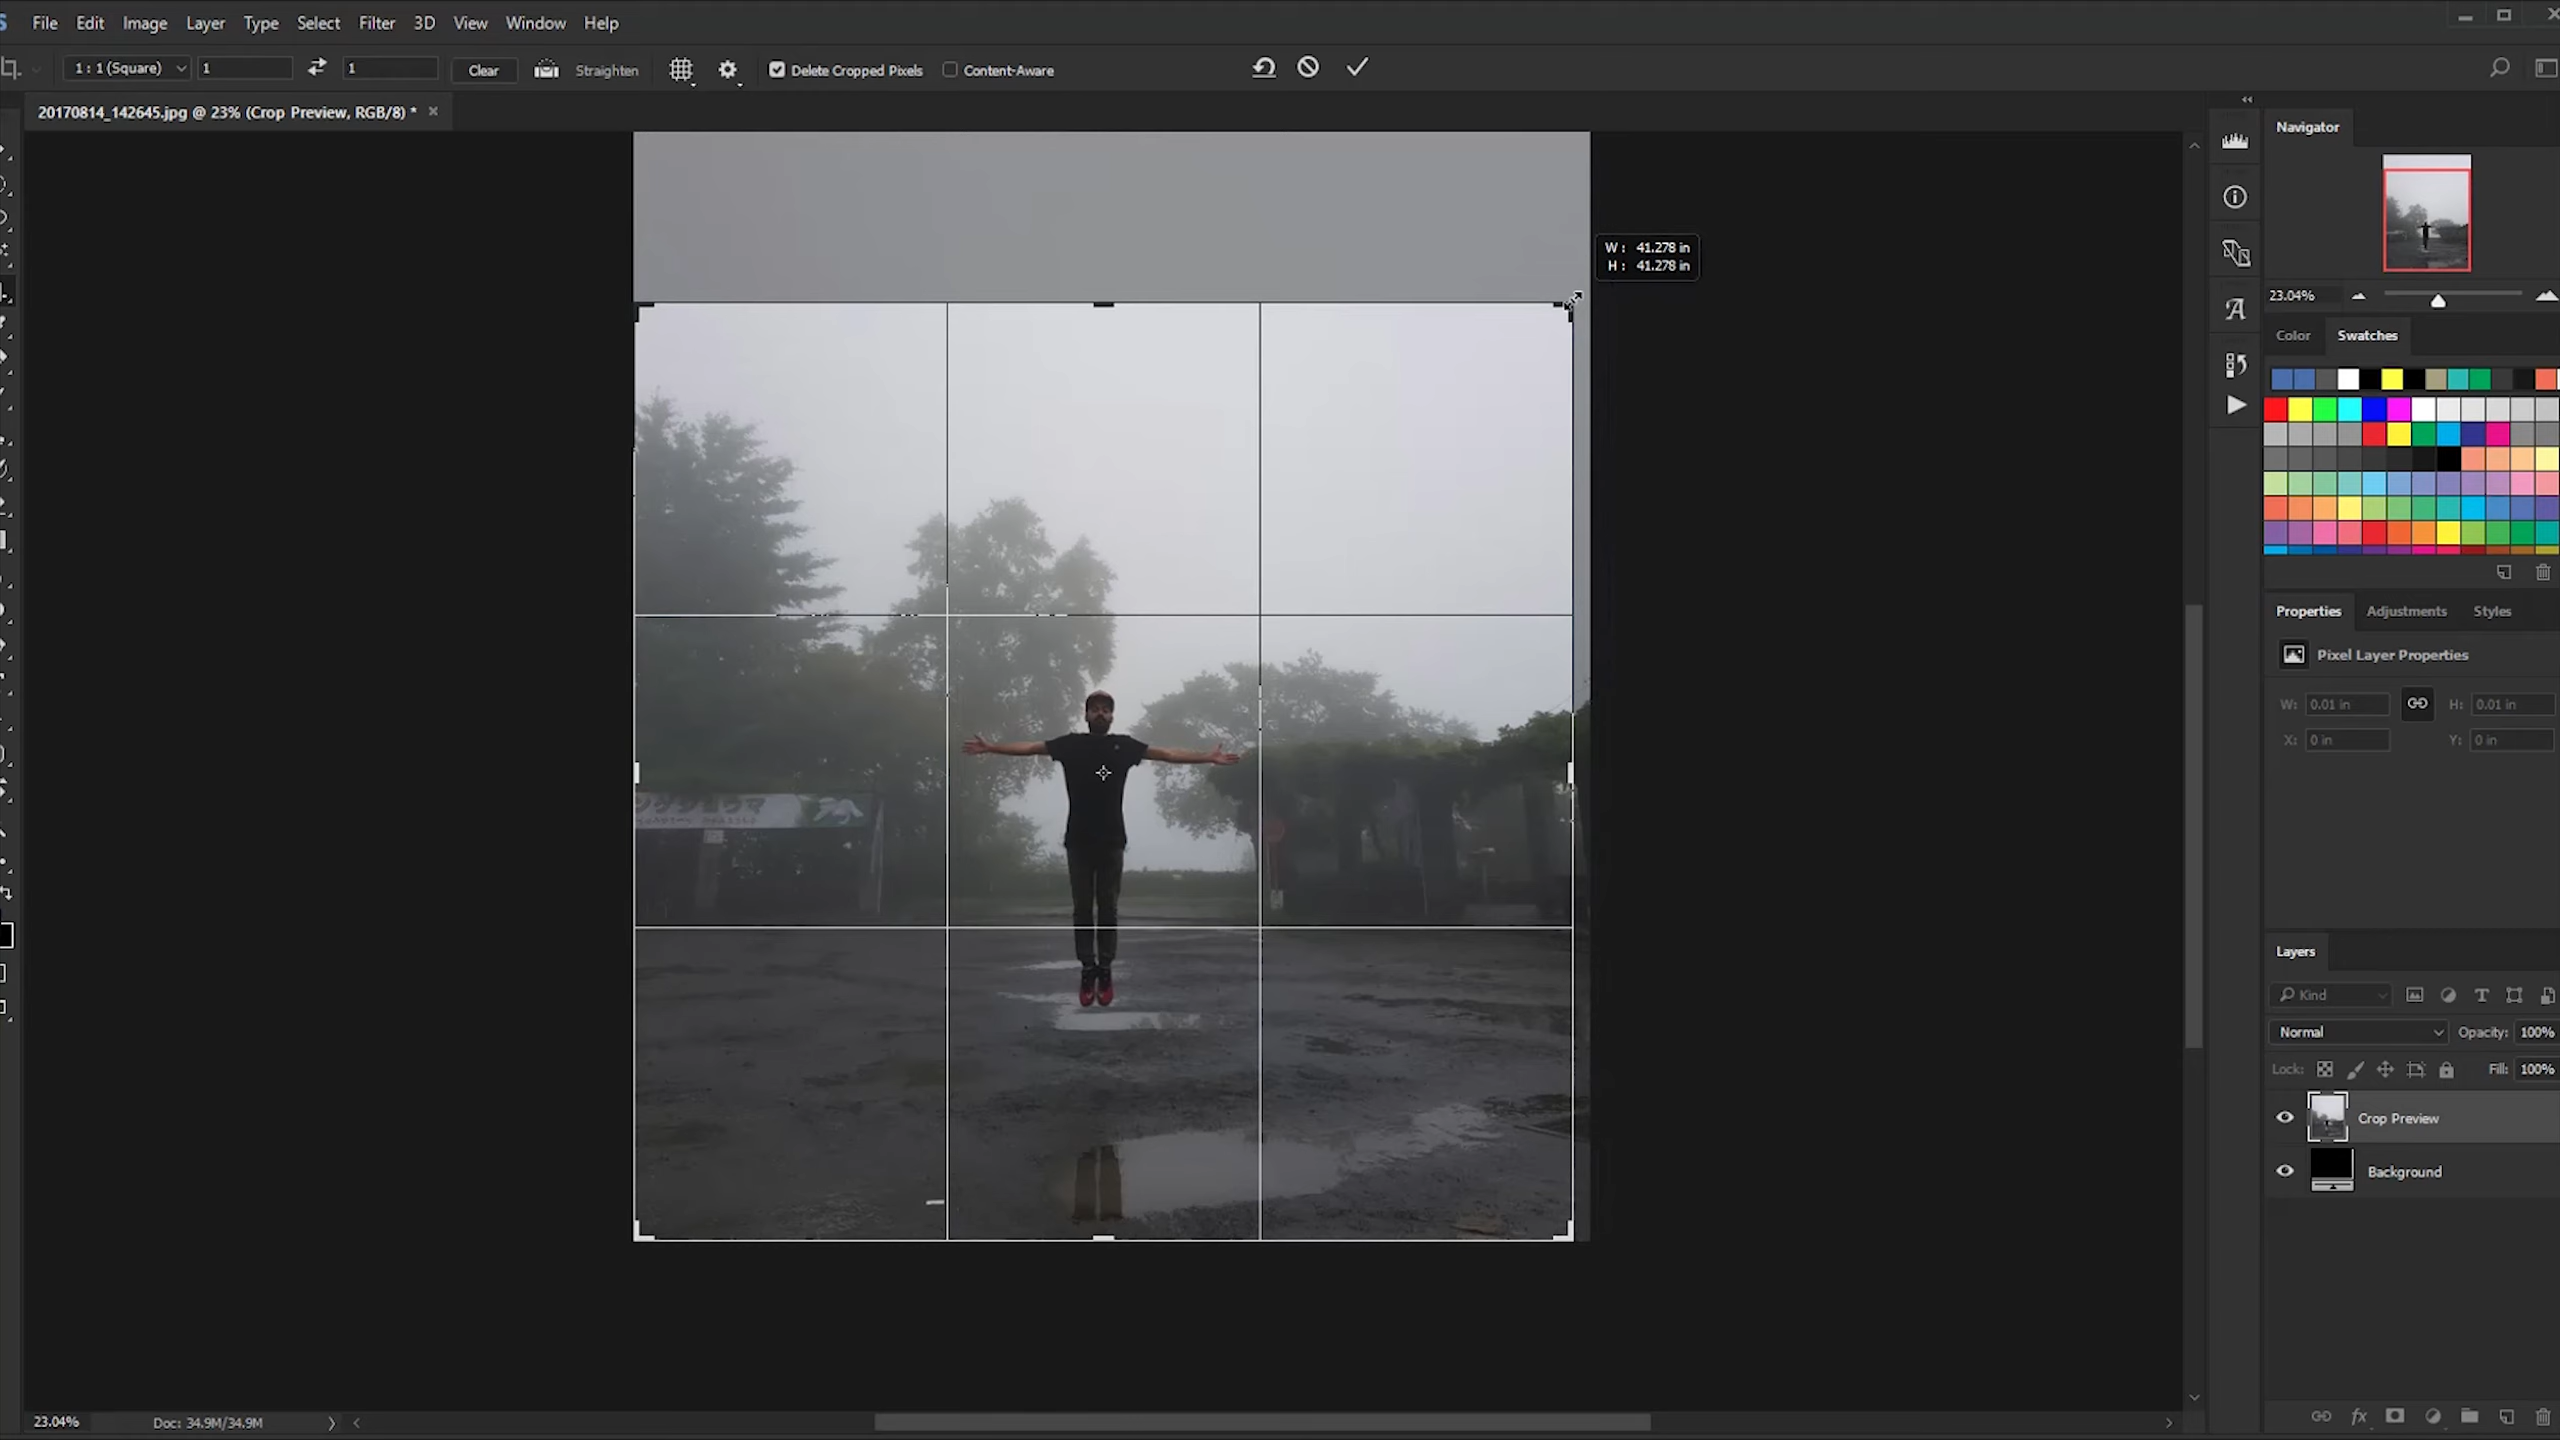 File Edit Image Layer Type Select Filter 3D View Window Help
1 : 1 (Square) 1 1 Clear Straighten Delete Cropped Pixels Content-Aware
20170814_142645.jpg @ 23% (Crop Preview, RGB/8) * ×
Navigator
W : 41.278 in
H : 41.278 in
23.04%
Color Swatches
Properties Adjustments Styles
Pixel Layer Properties
W: 0.01 in H: 0.01 in
X: 0 in Y: 0 in
Layers
Kind
Normal Opacity: 100%
Lock: Fill: 100%
Crop Preview
Background
23.04% Doc: 34.9M/34.9M